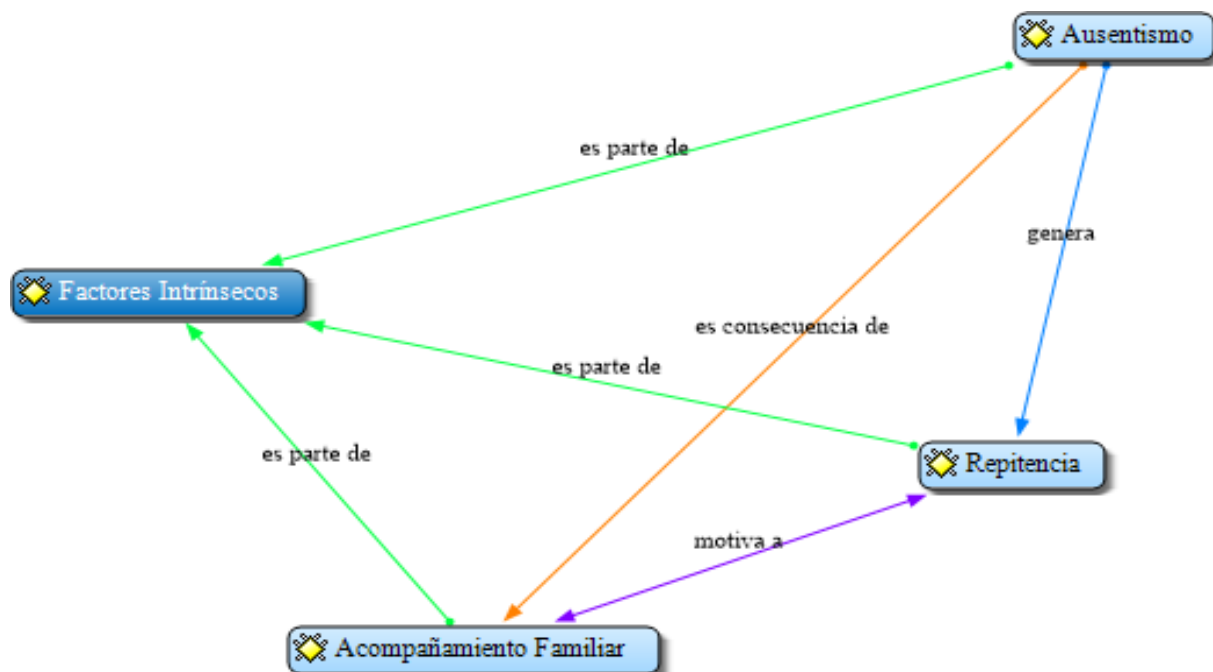 Ausentismo
es parte de
genera
Factores Intrínsecos
es consecuencia de
es parte de
es parte de
Repitencia
motiva a
Acompañamiento Familiar